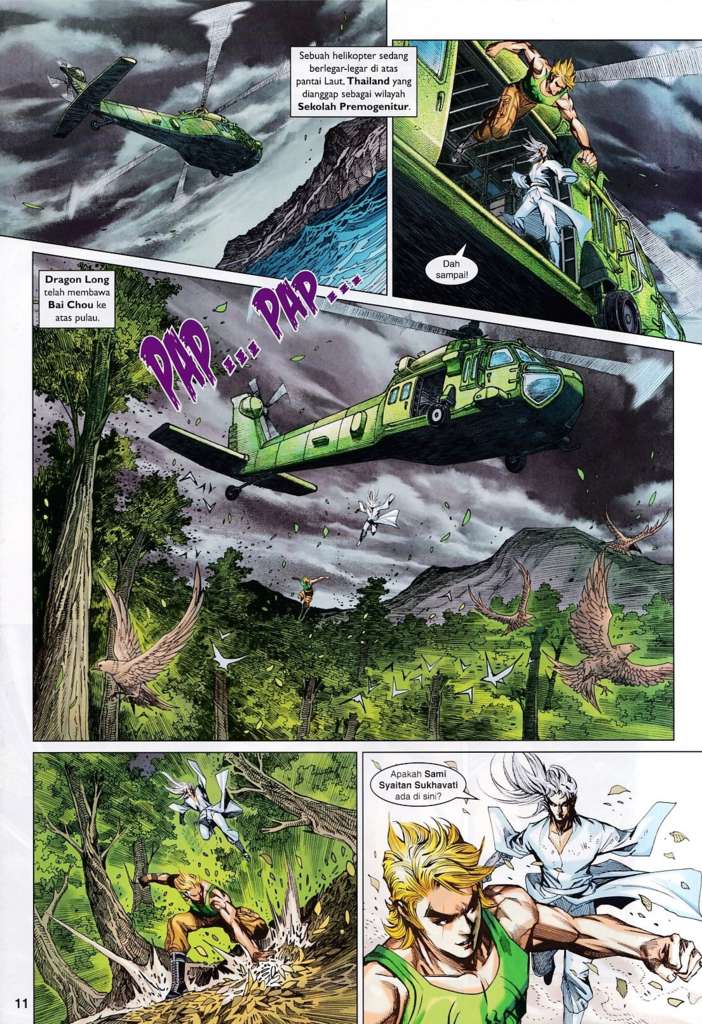 Sebuah helikopter sedang
berlegar-legar di atas
pantai Laut, Thailand yang
dianggap sebagai wilayah
Sekolah Premogenitur.
Dah
sampai!
Dragon Long
telah membawa
Bai Chou ke
atas pulau.
PAP... PAP...
Apakah Sami
Syaitan Sukhavati
ada di sini?
11